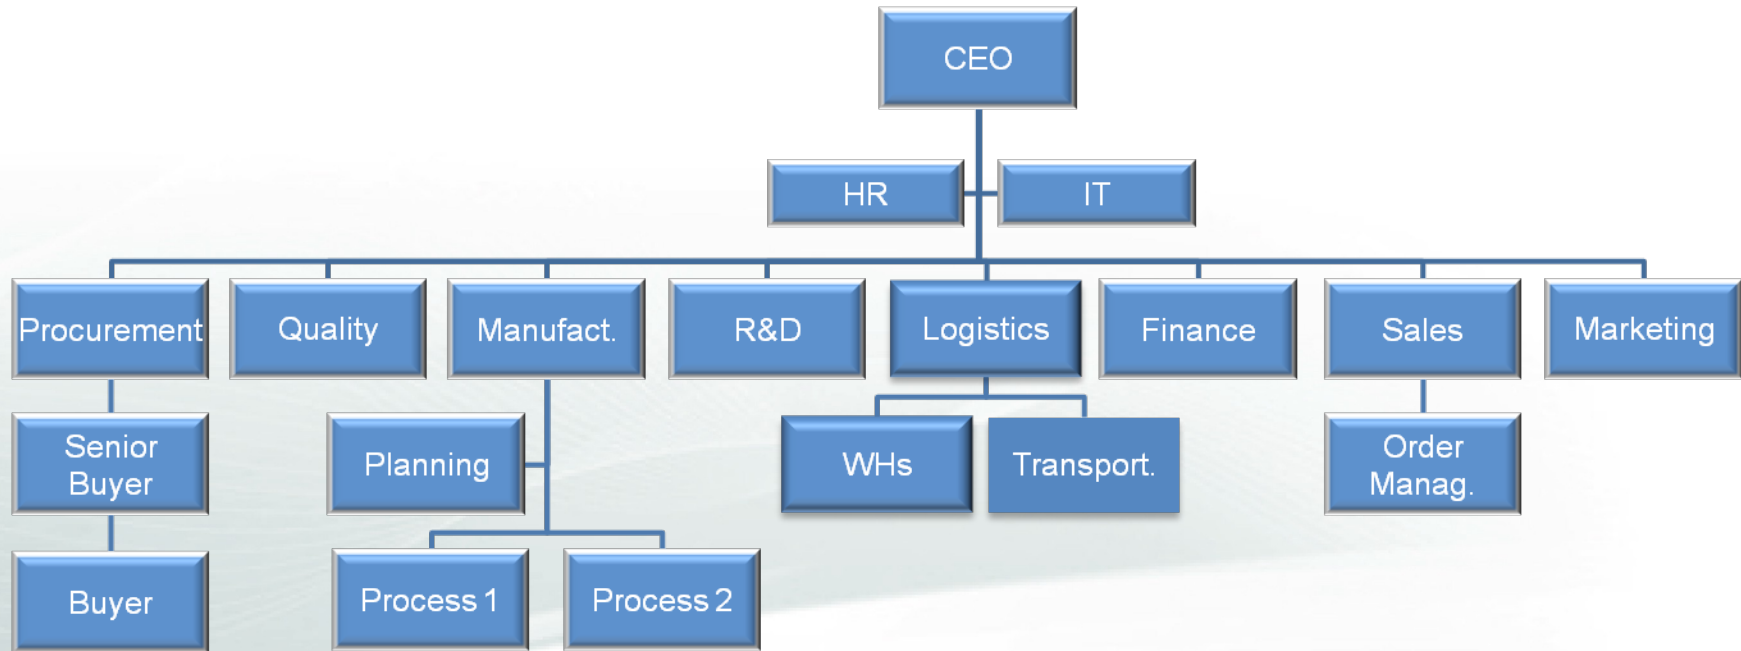 CEO
HR
IT
Procurement
Quality
Manufact.
R&D
Logistics
Finance
Sales
Marketing
Senior
Buyer
Planning
WHs
Transport.
Order
Manag.
Buyer
Process 1
Process 2